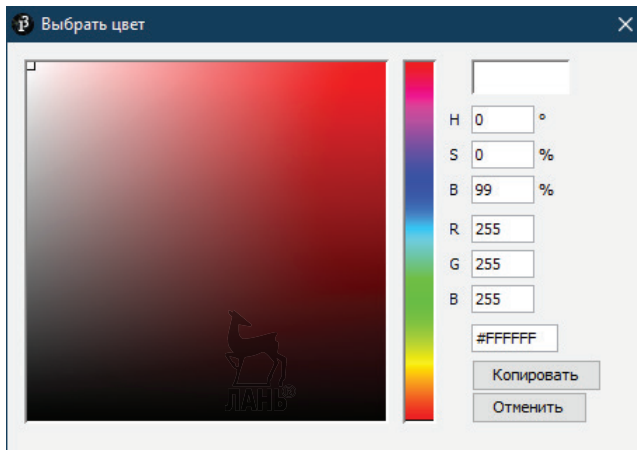 Выбрать цвет
H 0 °
S 0 %
B 99 %
R 255
G 255
B 255
#FFFFFF
Копировать
Отменить
ЛАНЬ®